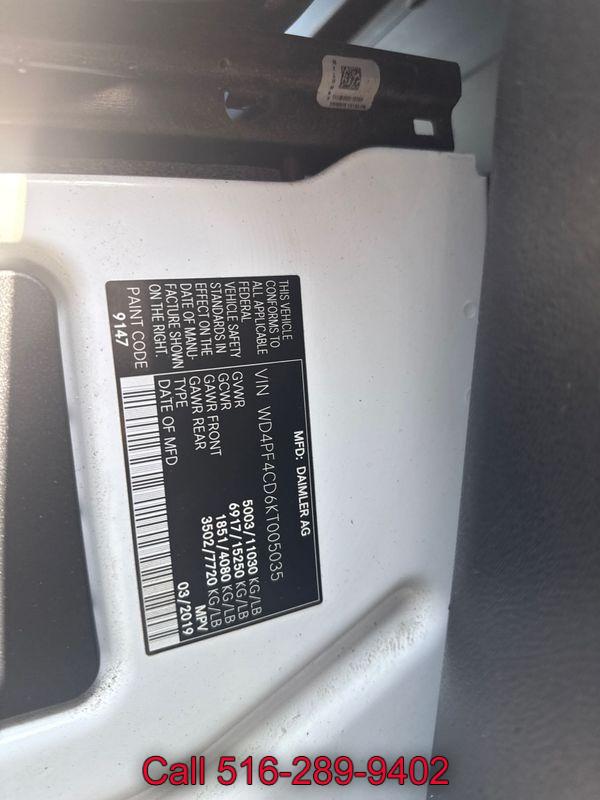 MFD: DAIMLER AG
THIS VEHICLE
CONFORMS TO
ALL APPLICABLE
FEDERAL
VEHICLE SAFETY
STANDARDS IN
EFFECT ON THE
DATE OF MANU-
FACTURE SHOWN
ON THE RIGHT.
PAINT CODE
9147
VIN WD4PF4CD6KT005035
GVWR 5003/11030 KG/LB
GCWR 6917/15250 KG/LB
GAWR FRONT 1851/4080 KG/LB
GAWR REAR 3502/7720 KG/LB
TYPE MPV
DATE OF MFD 03/2019
Call 516-289-9402